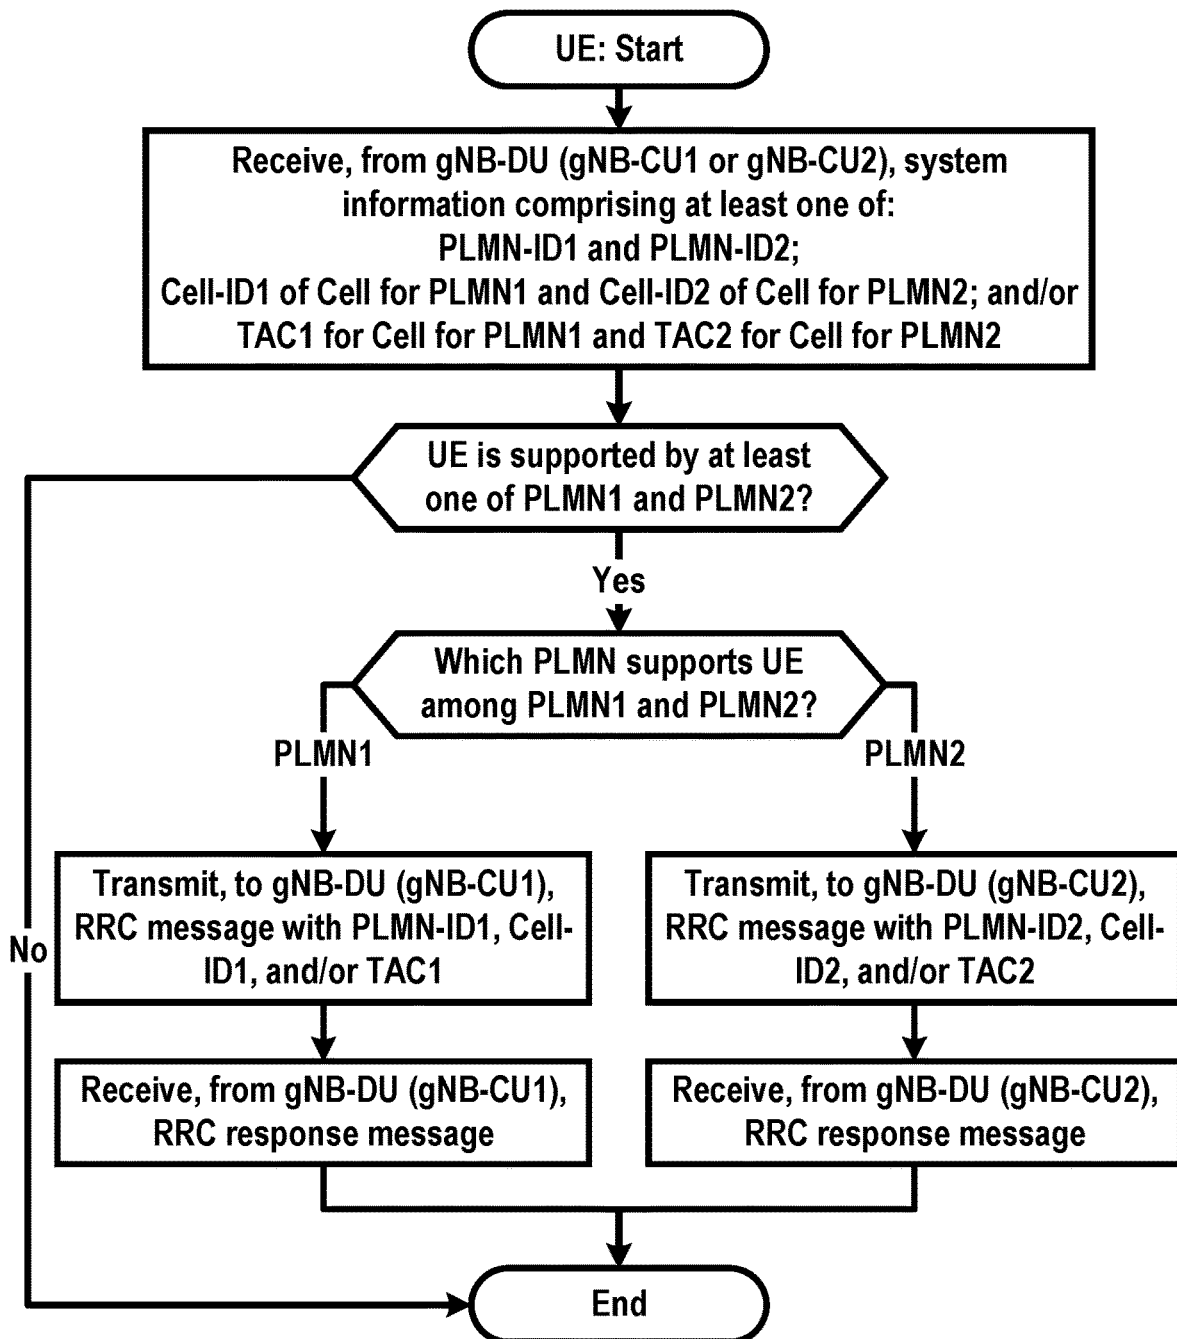 UE: Start
Receive, from gNB-DU (gNB-CU1 or gNB-CU2), system
information comprising at least one of:
PLMN-ID1 and PLMN-ID2;
Cell-ID1 of Cell for PLMN1 and Cell-ID2 of Cell for PLMN2; and/or
TAC1 for Cell for PLMN1 and TAC2 for Cell for PLMN2
UE is supported by at least
one of PLMN1 and PLMN2?
Yes
Which PLMN supports UE
among PLMN1 and PLMN2?
PLMN1
PLMN2
Transmit, to gNB-DU (gNB-CU1),
RRC message with PLMN-ID1, Cell-
ID1, and/or TAC1
Transmit, to gNB-DU (gNB-CU2),
RRC message with PLMN-ID2, Cell-
ID2, and/or TAC2
No
Receive, from gNB-DU (gNB-CU1),
RRC response message
Receive, from gNB-DU (gNB-CU2),
RRC response message
End